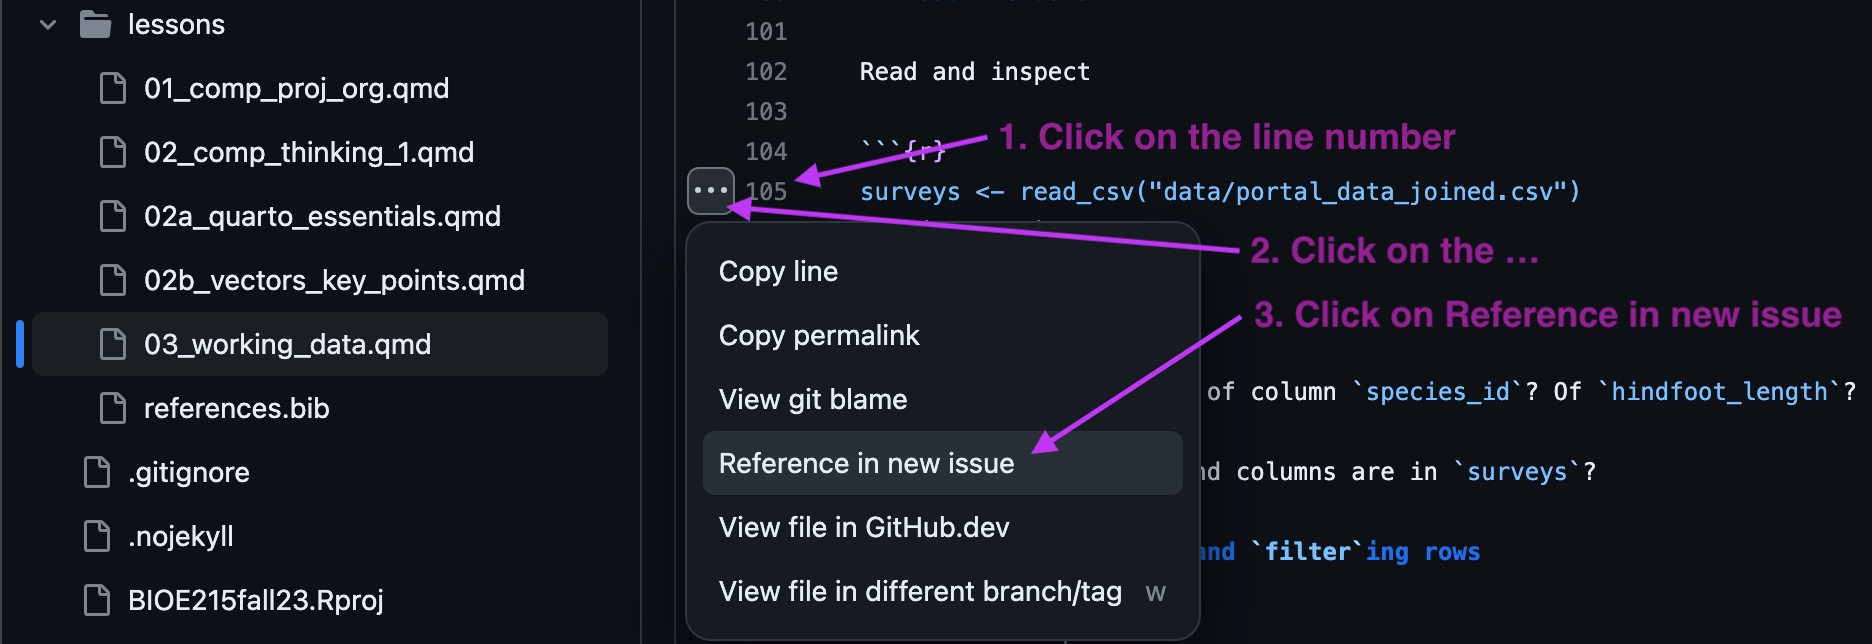 lessons
01_comp_proj_org.qmd
02_comp_thinking_1.qmd
02a_quarto_essentials.qmd
02b_vectors_key_points.qmd
03_working_data.qmd
references.bib
.gitignore
.nojekyll
BIOE215fall23.Rproj
101
102 Read and inspect
103
104 ```{r}
1. Click on the line number
105 surveys <- read_csv("data/portal_data_joined.csv")
2. Click on the ...
3. Click on Reference in new issue
Copy line
Copy permalink
View git blame
Reference in new issue
View file in GitHub.dev
View file in different branch/tag W
of column `species_id`? Of `hindfoot_length`?
columns are in `surveys`?
`filter`ing rows